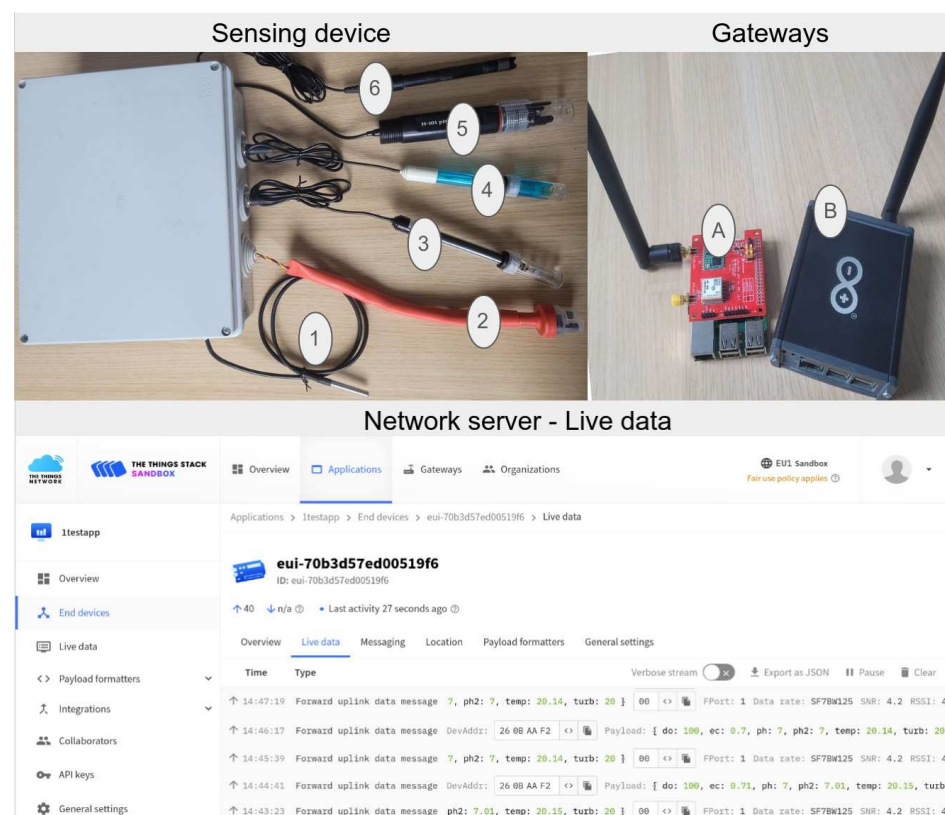 Sensing device
Gateways
6
5
4
3
2
1
A
B
Network server - Live data
THE THINGS NETWORK
THE THINGS STACK
SANDBOX
Overview
Applications
Gateways
Organizations
EU1 Sandbox
Fair use policy applies
1testapp
Applications > 1testapp > End devices > eui-70b3d57ed00519f6 > Live data
eui-70b3d57ed00519f6
ID: eui-70b3d57ed00519f6
40 n/a • Last activity 27 seconds ago
Overview
End devices
Live data
Payload formatters
Integrations
Collaborators
API keys
General settings
Overview Live data Messaging Location Payload formatters General settings
Time Type Verbose stream Export as JSON Pause Clear
14:47:19 Forward uplink data message 7, ph2: 7, temp: 20.14, turb: 20 } 00 <> FPort: 1 Data rate: SF7BW125 SNR: 4.2 RSSI: 4
14:46:17 Forward uplink data message DevAddr: 26 0B AA F2 <> Payload: { do: 100, ec: 0.7, ph: 7, ph2: 7, temp: 20.14, turb: 20
14:45:39 Forward uplink data message 7, ph2: 7, temp: 20.14, turb: 20 } 00 <> FPort: 1 Data rate: SF7BW125 SNR: 4.2 RSSI: 4
14:44:41 Forward uplink data message DevAddr: 26 0B AA F2 <> Payload: { do: 100, ec: 0.71, ph: 7, ph2: 7.01, temp: 20.15, turb
14:43:23 Forward uplink data message ph2: 7.01, temp: 20.15, turb: 20 } 00 <> FPort: 1 Data rate: SF7BW125 SNR: 4.2 RSSI: 4